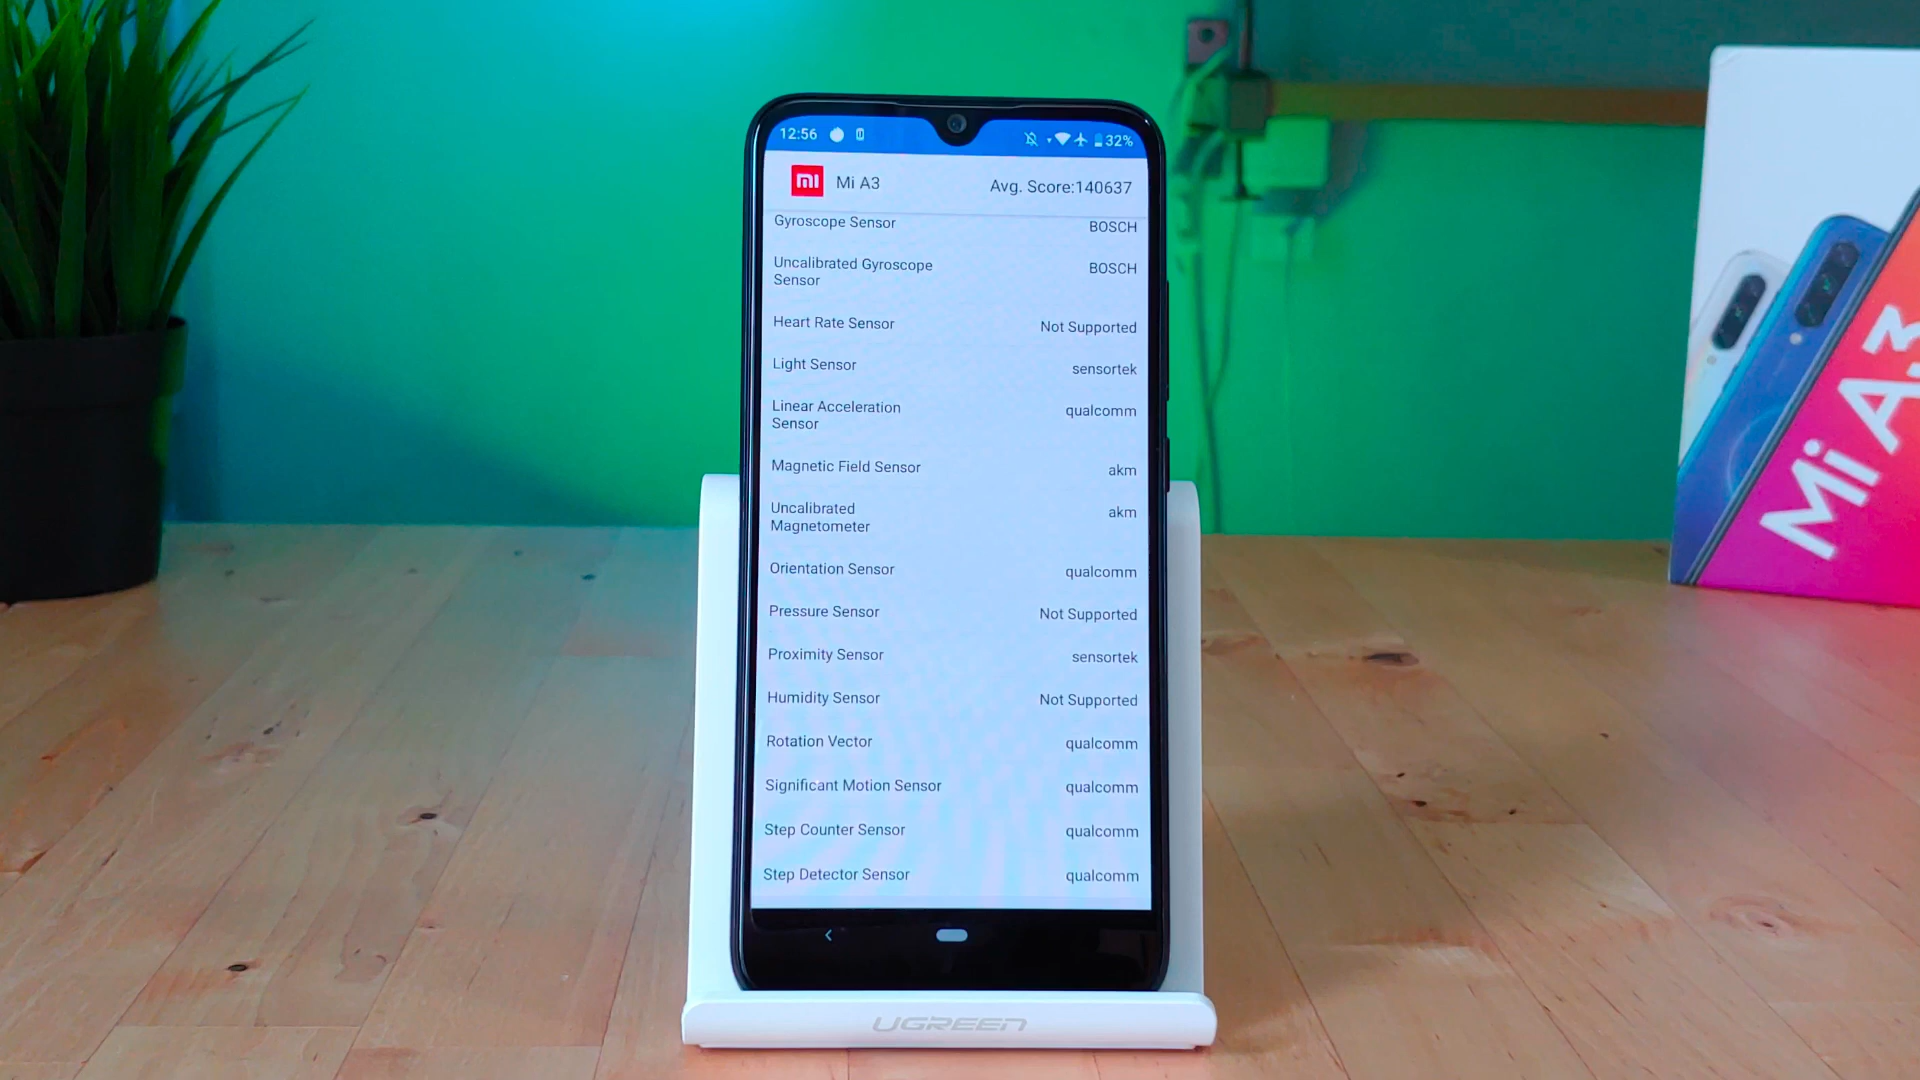 12:56 32%
mi Mi A3 Avg. Score:140637
Gyroscope Sensor BOSCH
Uncalibrated Gyroscope BOSCH
Sensor
Heart Rate Sensor Not Supported
Light Sensor sensortek
Linear Acceleration qualcomm
Sensor
Magnetic Field Sensor akm
Uncalibrated akm
Magnetometer
Orientation Sensor qualcomm
Pressure Sensor Not Supported
Proximity Sensor sensortek
Humidity Sensor Not Supported
Rotation Vector qualcomm
Significant Motion Sensor qualcomm
Step Counter Sensor qualcomm
Step Detector Sensor qualcomm
UGREEN
Mi A3